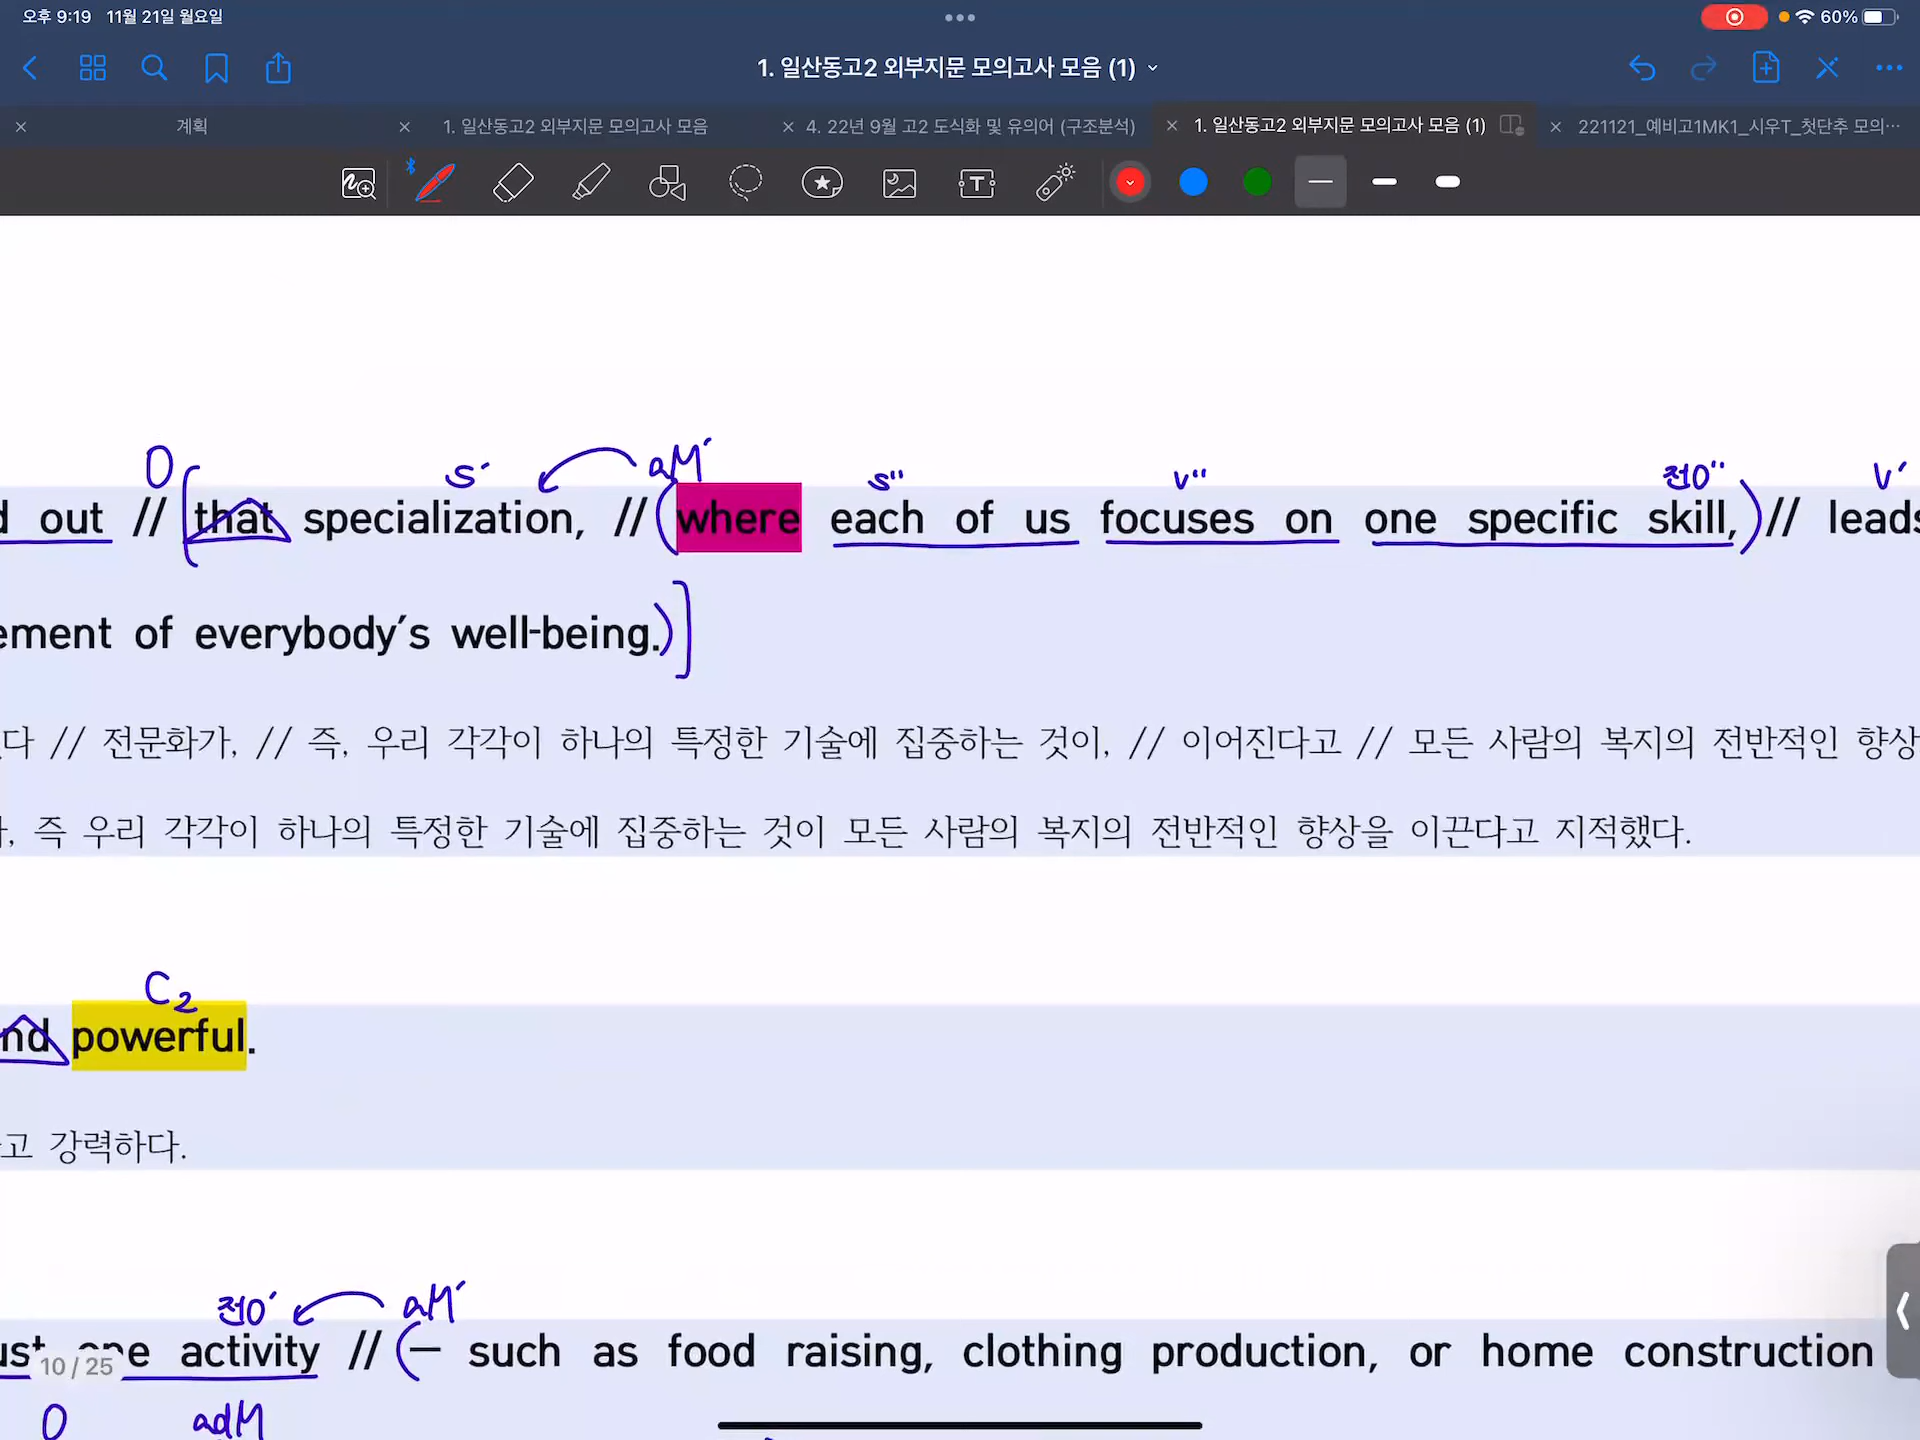 오후 9:19 11월 21일 월요일
60%
1. 일산동고2 외부지문 모의고사 모음 (1)
계획
1. 일산동고2 외부지문 모의고사 모음
4. 22년 9월 고2 도식화 및 유의어 (구조분석)
1. 일산동고2 외부지문 모의고사 모음 (1)
221121_예비고1MK1_시우T_첫단추 모의…
O S′ aM′ S″ V″ 전O″ V′
d out // [that specialization, // (where each of us focuses on one specific skill,) // leads
ement of everybody's well-being.)]
다 // 전문화가, // 즉, 우리 각각이 하나의 특정한 기술에 집중하는 것이, // 이어진다고 // 모든 사람의 복지의 전반적인 향상
, 즉 우리 각각이 하나의 특정한 기술에 집중하는 것이 모든 사람의 복지의 전반적인 향상을 이끈다고 지적했다.
C2
nd powerful.
고 강력하다.
전O′ aM′
ust one activity // (— such as food raising, clothing production, or home construction
10 / 25
O adM